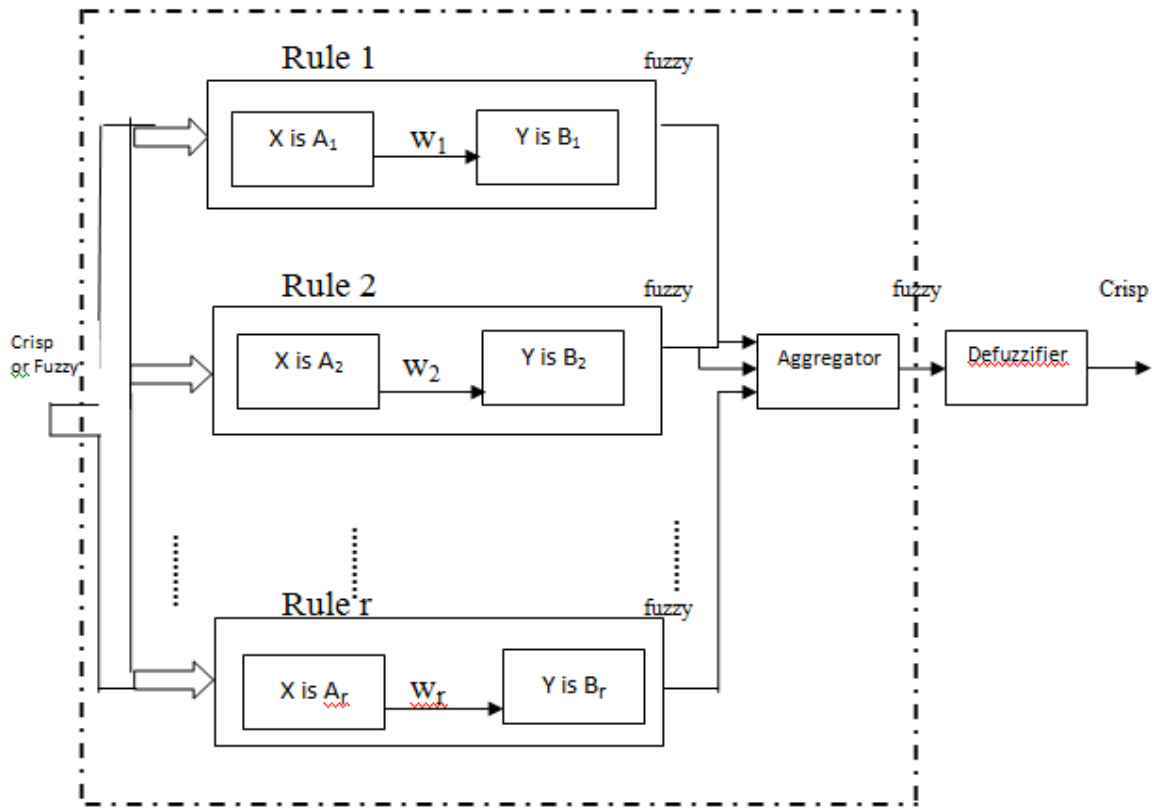 Rule 1
fuzzy
X is A₁
w₁
Y is B₁
Rule 2
fuzzy
fuzzy
Crisp
Crisp
or Fuzzy
X is A₂
w₂
Y is B₂
Aggregator
Defuzzifier
Rule r
fuzzy
X is Aᵣ
wᵣ
Y is Bᵣ